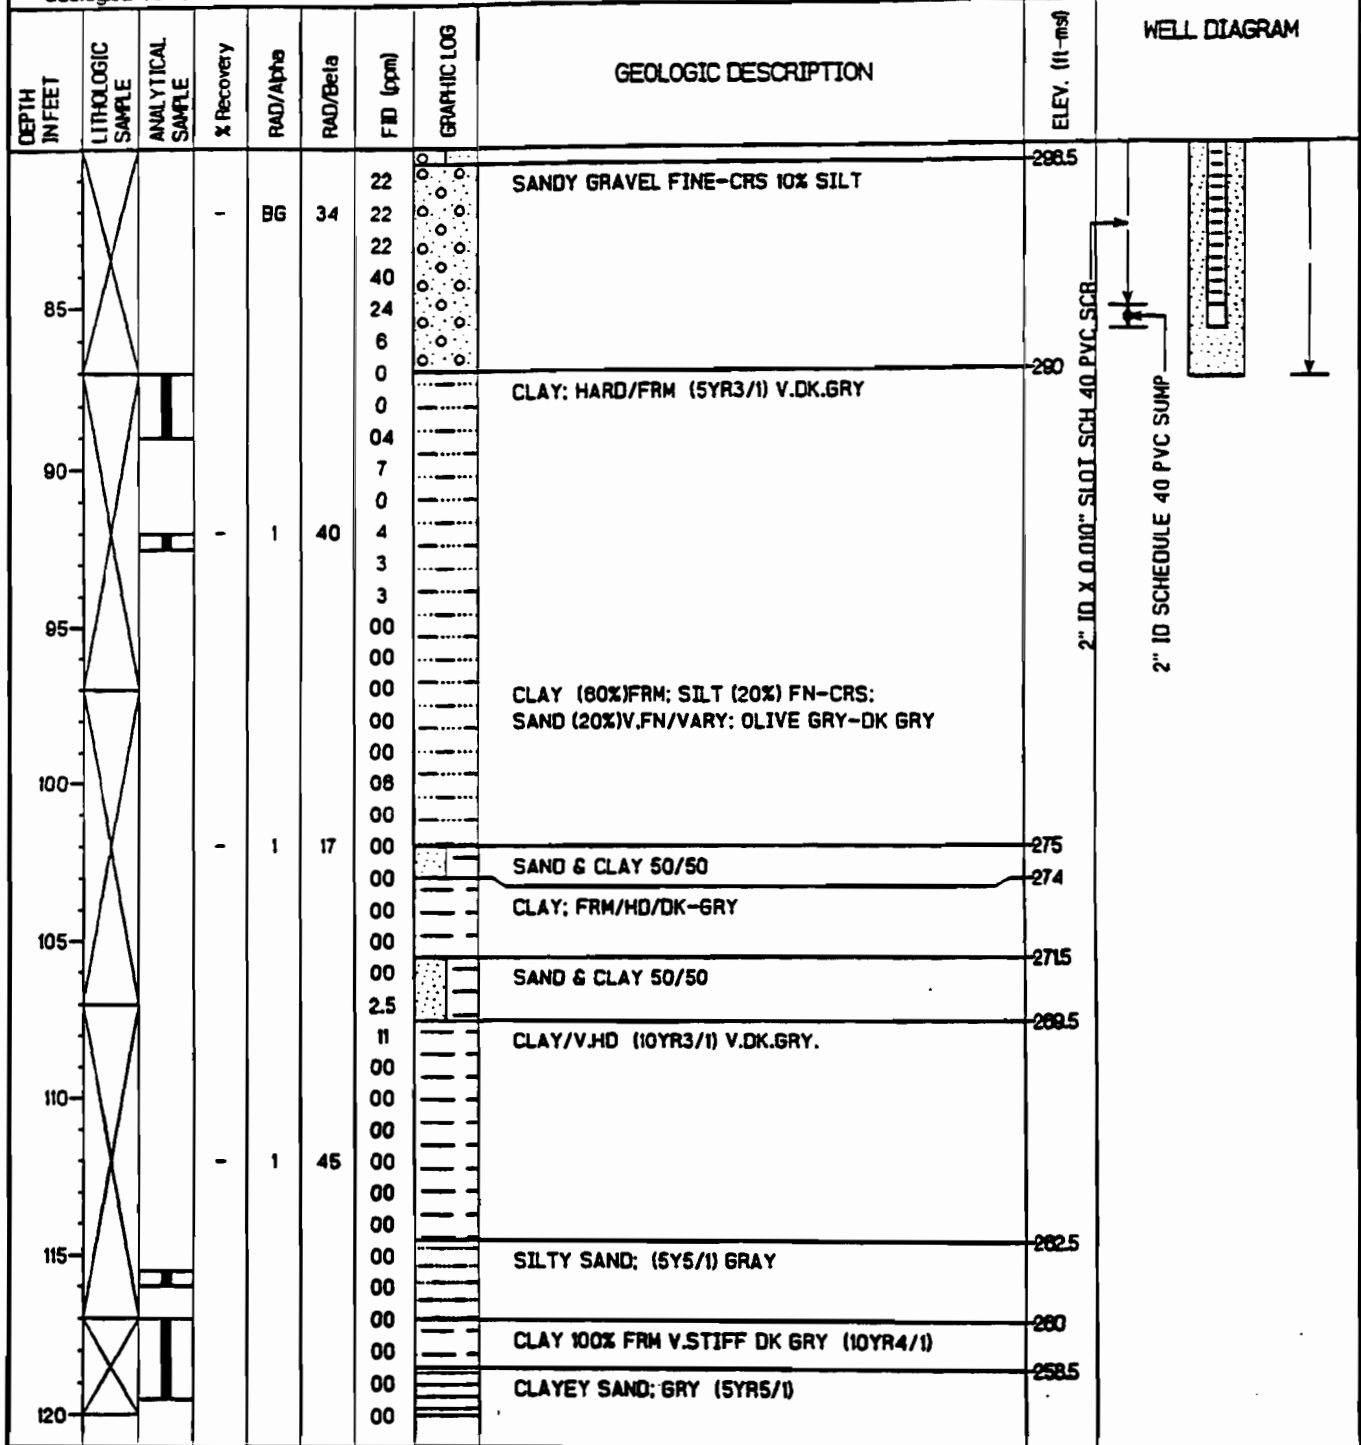 DEPTH IN FEET
LITHOLOGIC SAMPLE
ANALYTICAL SAMPLE
% Recovery
RAD/Alpha
RAD/Beta
FID (ppm)
GRAPHIC LOG
GEOLOGIC DESCRIPTION
ELEV. (ft-msl)
WELL DIAGRAM
296.5
22 SANDY GRAVEL FINE-CRS 10% SILT
- BG 34 22
22
40
85 24
6
0 290
CLAY; HARD/FRM (5YR3/1) V.DK.GRY
0
04
90 7
0
- 1 40 4
3
3
95 00
00
00 CLAY (60%)FRM; SILT (20%) FN-CRS;
00 SAND (20%)V.FN/VARY; OLIVE GRY-DK GRY
00
100 08
00
- 1 17 00 275
SAND & CLAY 50/50
00 274
00 CLAY; FRM/HD/DK-GRY
105 00
271.5
00 SAND & CLAY 50/50
2.5
269.5
11 CLAY/V.HD (10YR3/1) V.DK.GRY.
00
110 00
00
- 1 45 00
00
00
262.5
115 00 SILTY SAND; (5Y5/1) GRAY
00
00 260
00 CLAY 100% FRM V.STIFF DK GRY (10YR4/1)
258.5
00 CLAYEY SAND; GRY (5YR5/1)
120 00
2" ID X 0.010" SLOT SCH 40 PVC SCR
2" ID SCHEDULE 40 PVC SUMP